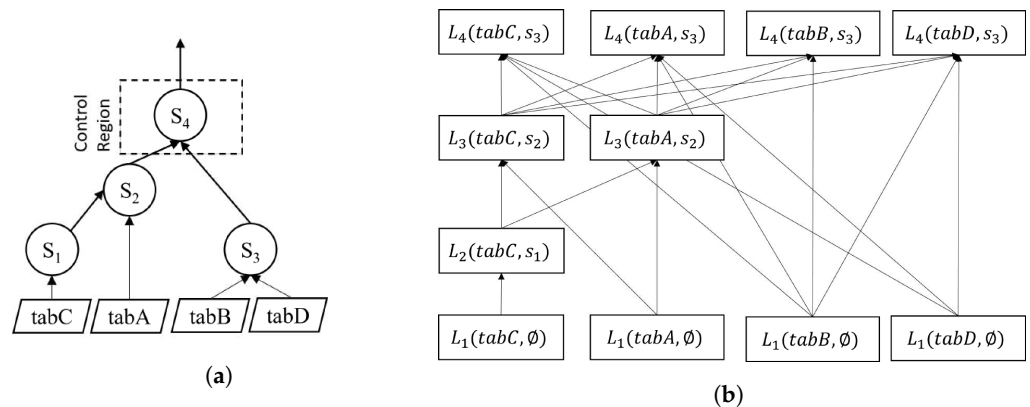 S₄
Control
Region
S₂
S₁
S₃
tabC
tabA
tabB
tabD
(a)
L₄(tabC, s₃)
L₄(tabA, s₃)
L₄(tabB, s₃)
L₄(tabD, s₃)
L₃(tabC, s₂)
L₃(tabA, s₂)
L₂(tabC, s₁)
L₁(tabC, ∅)
L₁(tabA, ∅)
L₁(tabB, ∅)
L₁(tabD, ∅)
(b)